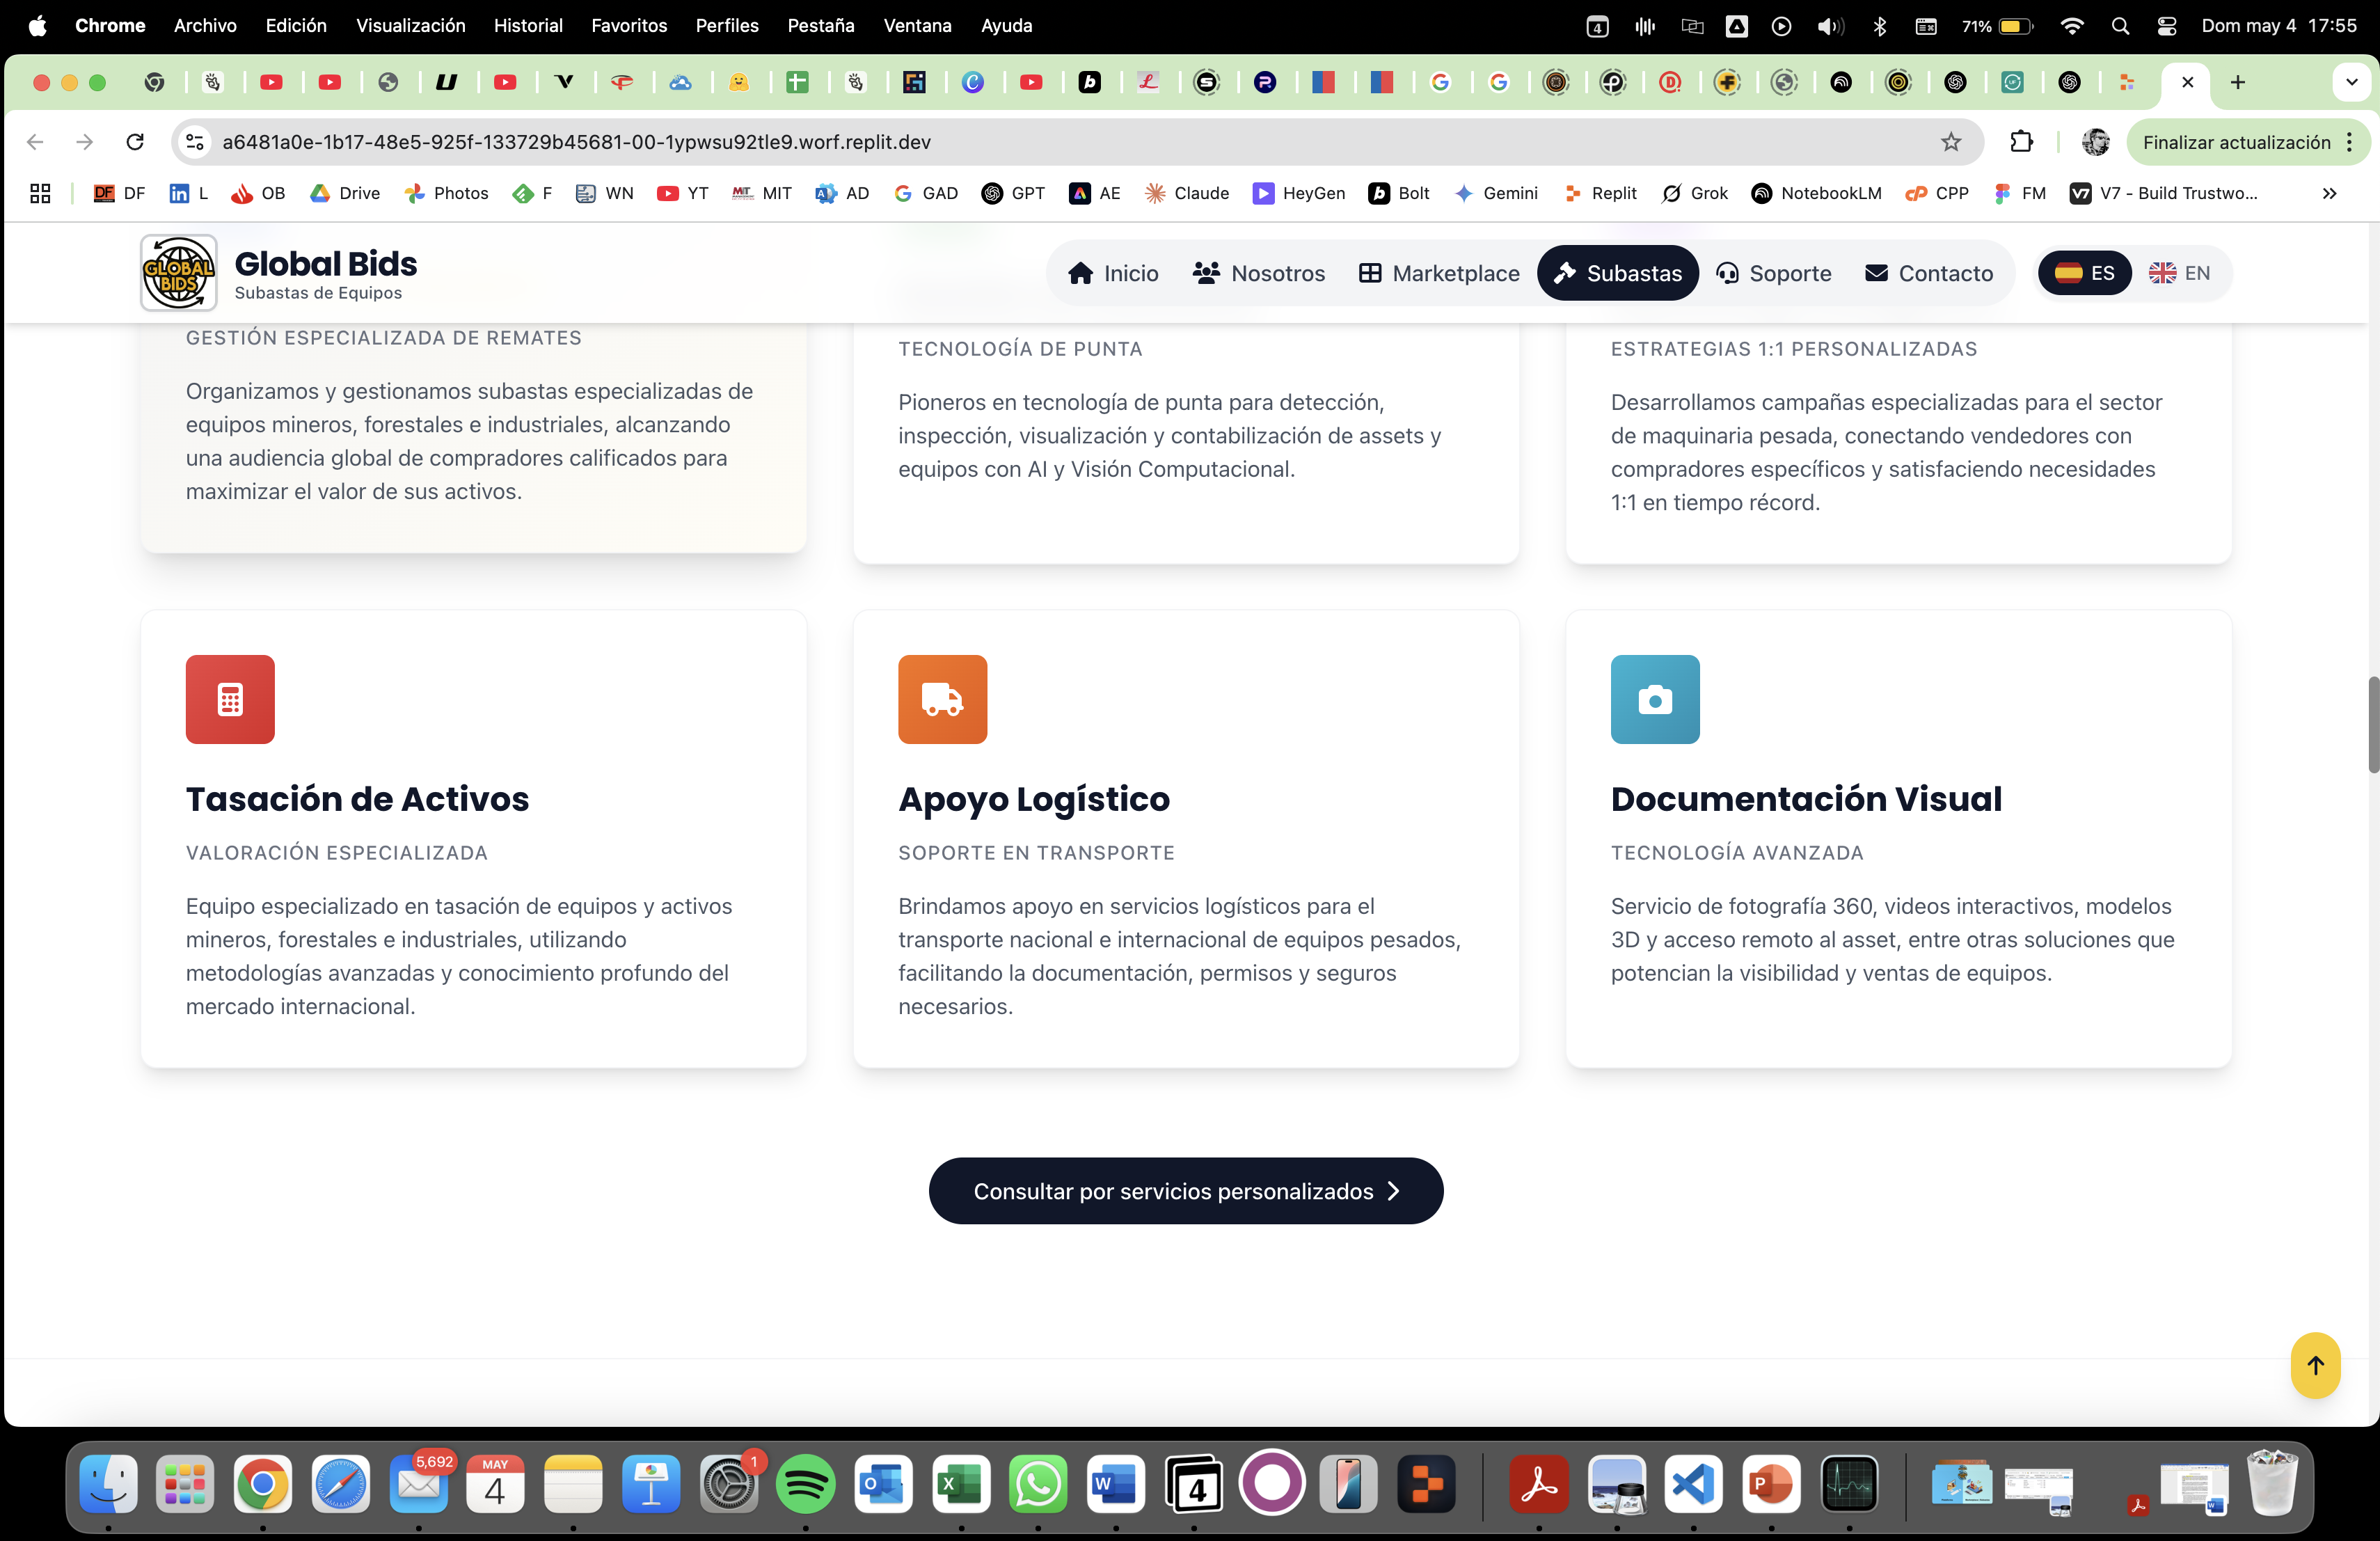 Chrome Archivo Edición Visualización Historial Favoritos Perfiles Pestaña Ventana Ayuda
4 71% Dom may 4 17:55
a6481a0e-1b17-48e5-925f-133729b45681-00-1ypwsu92tle9.worf.replit.dev
Finalizar actualización
DF DF in L OB Drive Photos F WN YT MIT MIT AD GAD GPT AE Claude HeyGen b Bolt Gemini Replit Grok NotebookLM CPP FM V7 V7 - Build Trustwo...
GLOBAL BIDS
Global Bids
Subastas de Equipos
Inicio Nosotros Marketplace Subastas Soporte Contacto ES EN
GESTIÓN ESPECIALIZADA DE REMATES
Organizamos y gestionamos subastas especializadas de
equipos mineros, forestales e industriales, alcanzando
una audiencia global de compradores calificados para
maximizar el valor de sus activos.
TECNOLOGÍA DE PUNTA
Pioneros en tecnología de punta para detección,
inspección, visualización y contabilización de assets y
equipos con AI y Visión Computacional.
ESTRATEGIAS 1:1 PERSONALIZADAS
Desarrollamos campañas especializadas para el sector
de maquinaria pesada, conectando vendedores con
compradores específicos y satisfaciendo necesidades
1:1 en tiempo récord.
Tasación de Activos
VALORACIÓN ESPECIALIZADA
Equipo especializado en tasación de equipos y activos
mineros, forestales e industriales, utilizando
metodologías avanzadas y conocimiento profundo del
mercado internacional.
Apoyo Logístico
SOPORTE EN TRANSPORTE
Brindamos apoyo en servicios logísticos para el
transporte nacional e internacional de equipos pesados,
facilitando la documentación, permisos y seguros
necesarios.
Documentación Visual
TECNOLOGÍA AVANZADA
Servicio de fotografía 360, videos interactivos, modelos
3D y acceso remoto al asset, entre otras soluciones que
potencian la visibilidad y ventas de equipos.
Consultar por servicios personalizados
5,692
MAY
4
1
4